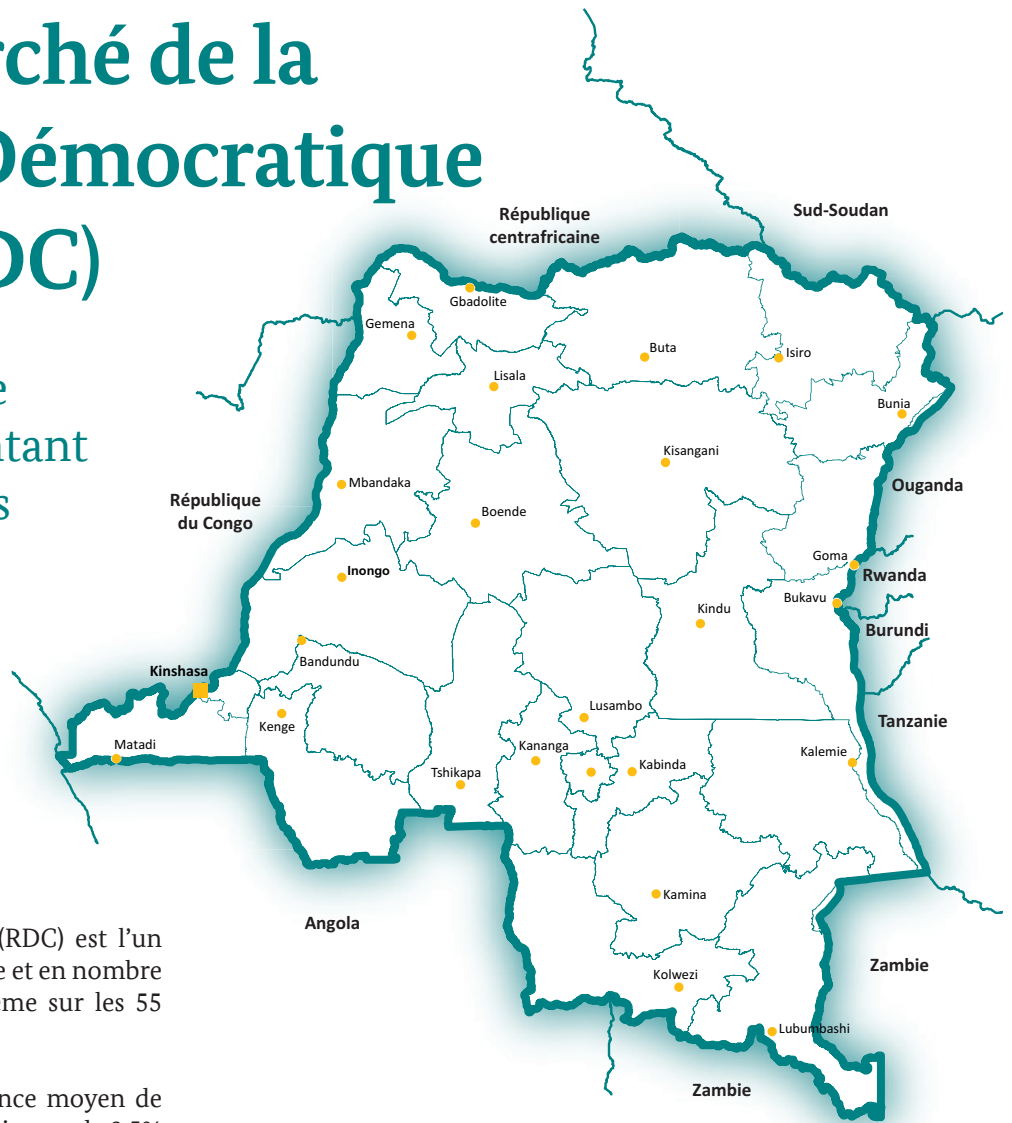 rché de la
Démocratique
DC)
e
ntant
s
République
centrafricaine
Sud-Soudan
Gbadolite
Gemena
Buta
Isiro
Lisala
Bunia
Kisangani
Mbandaka
Ouganda
République
du Congo
Boende
Goma
Inongo
Rwanda
Bukavu
Kindu
Burundi
Bandundu
Kinshasa
Lusambo
Kenge
Tanzanie
Matadi
Kananga
Kalemie
Kabinda
Tshikapa
Kamina
Angola
(RDC) est l’un
e et en nombre
ème sur les 55
Zambie
Kolwezi
Lubumbashi
Zambie
nce moyen de